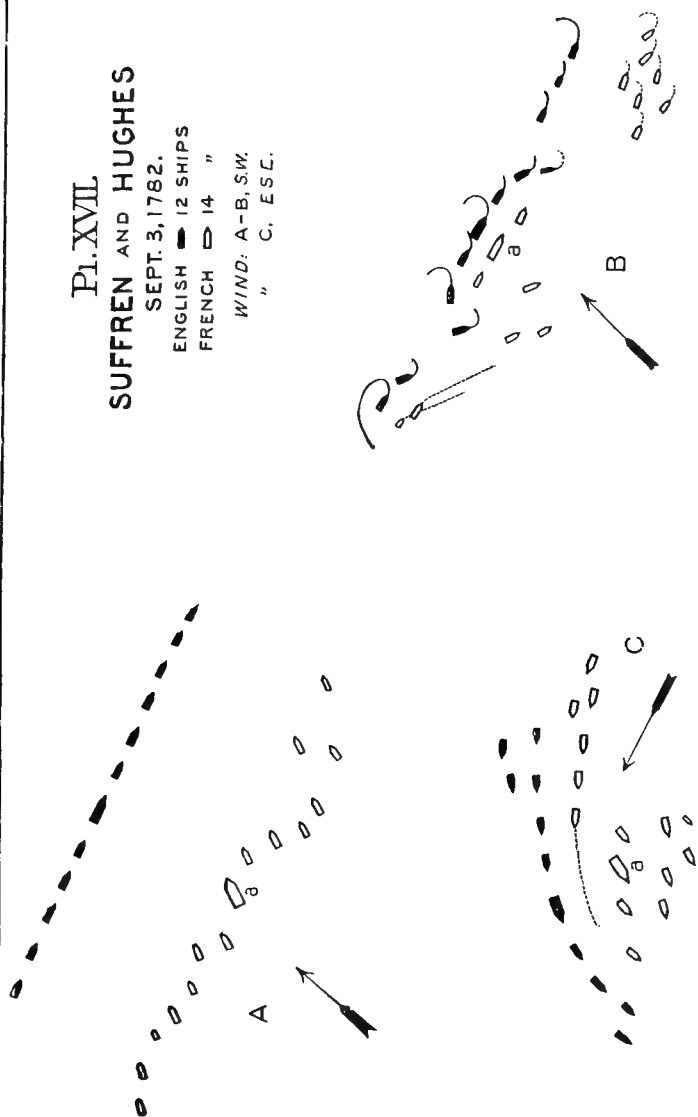 Pl. XVII.
SUFFREN AND HUGHES
SEPT. 3, 1782.
ENGLISH 12 SHIPS
FRENCH 14 "
WIND: A-B, S.W.
" C, ESE.
A
a
B
a
C
a